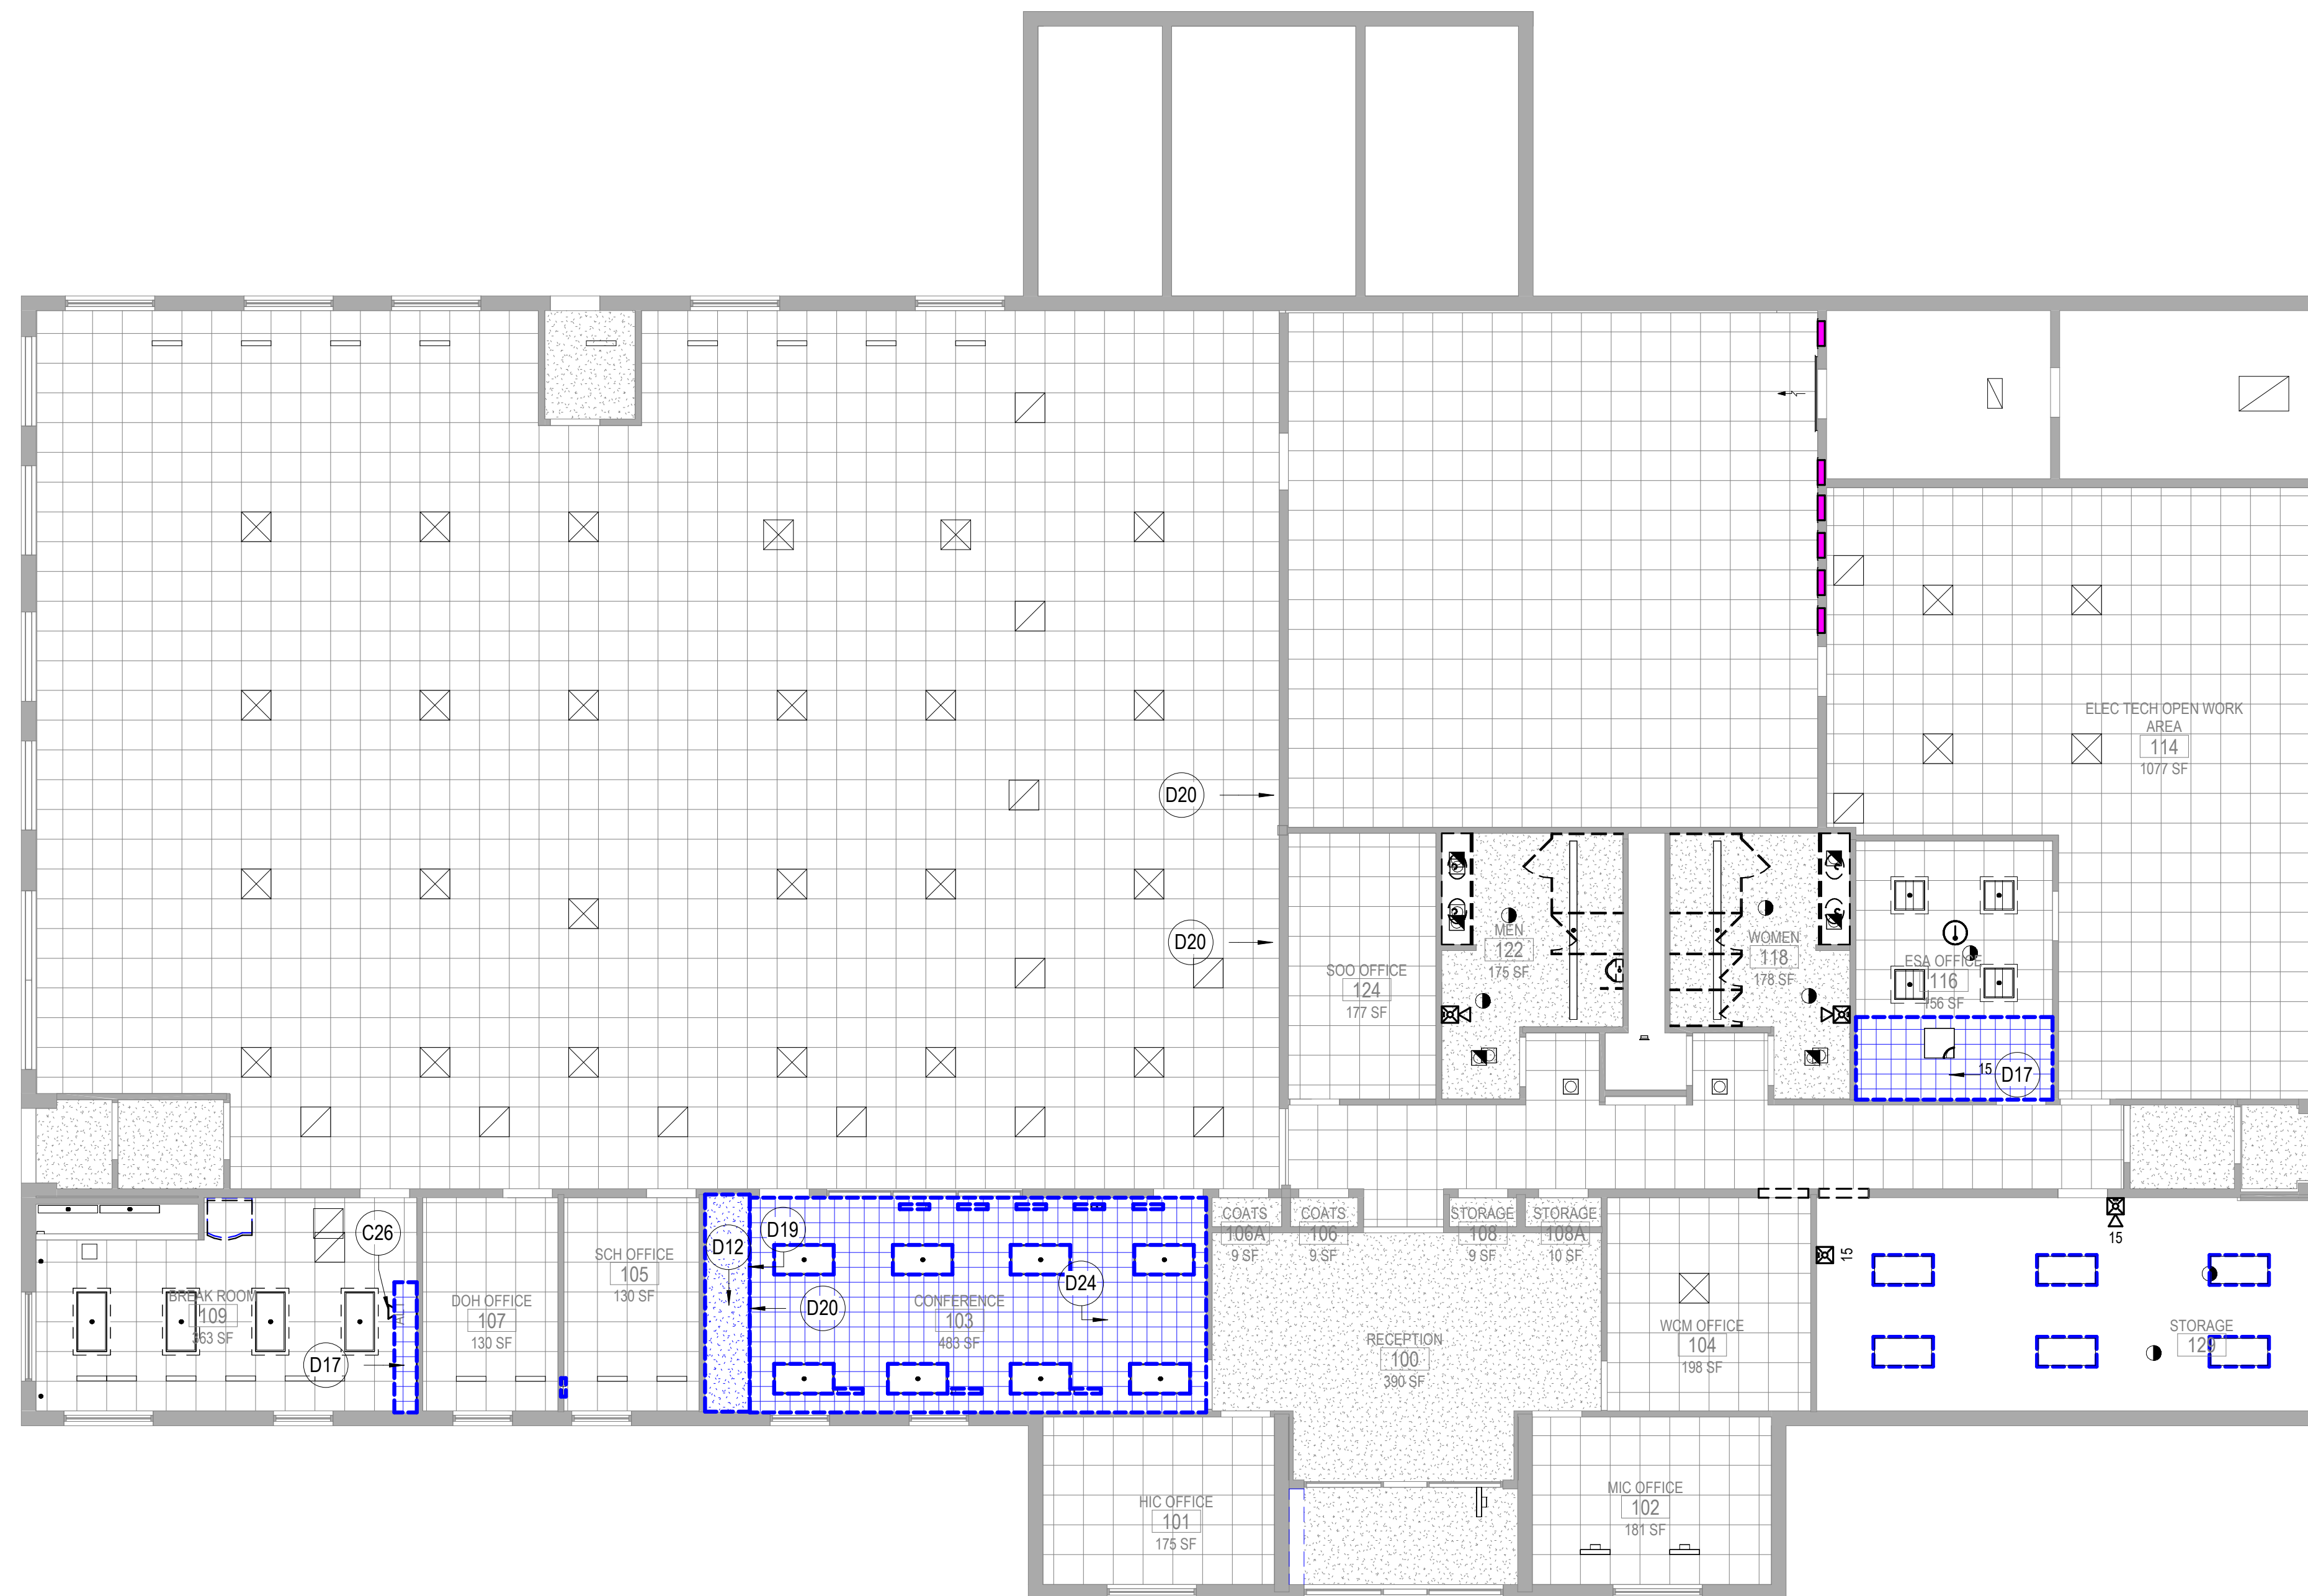 ELEC TECH OPEN WORK
AREA
114
1077 SF
D20
D20
MEN
122
175 SF
WOMEN
118
178 SF
SOO OFFICE
124
177 SF
ESA OFFICE
116
156 SF
15
D17
C26
BREAK ROOM
109
363 SF
D17
DOH OFFICE
107
130 SF
SCH OFFICE
105
130 SF
D12
D19
D20
D24
CONFERENCE
103
483 SF
COATS
106A
9 SF
COATS
106
9 SF
STORAGE
108
9 SF
STORAGE
108A
10 SF
RECEPTION
100
390 SF
WCM OFFICE
104
198 SF
15
15
STORAGE
129
HIC OFFICE
101
175 SF
MIC OFFICE
102
181 SF